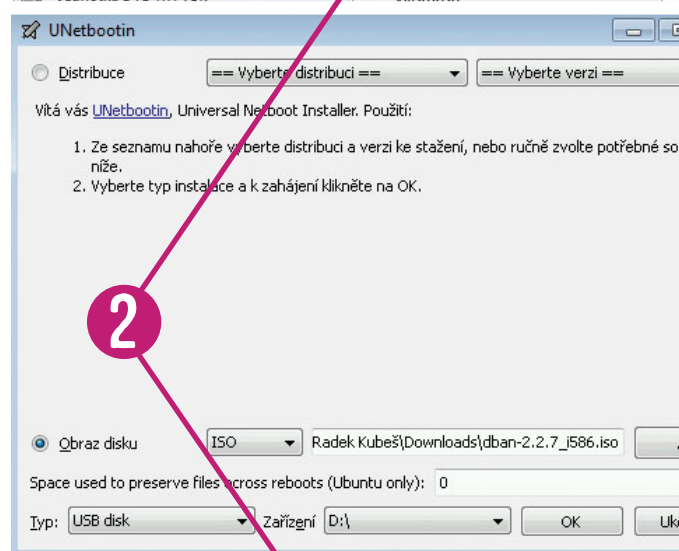 UNetbootin
Distribuce == Vyberte distribuci == == Vyberte verzi ==
Vítá vás UNetbootin, Universal Netboot Installer. Použití:
1. Ze seznamu nahoře vyberte distribuci a verzi ke stažení, nebo ručně zvolte potřebné so
níže.
2. Vyberte typ instalace a k zahájení klikněte na OK.
2
Obraz disku ISO Radek Kubeš\Downloads\dban-2.2.7_i586.iso
Space used to preserve files across reboots (Ubuntu only): 0
Typ: USB disk Zařízení D:\ OK Uko